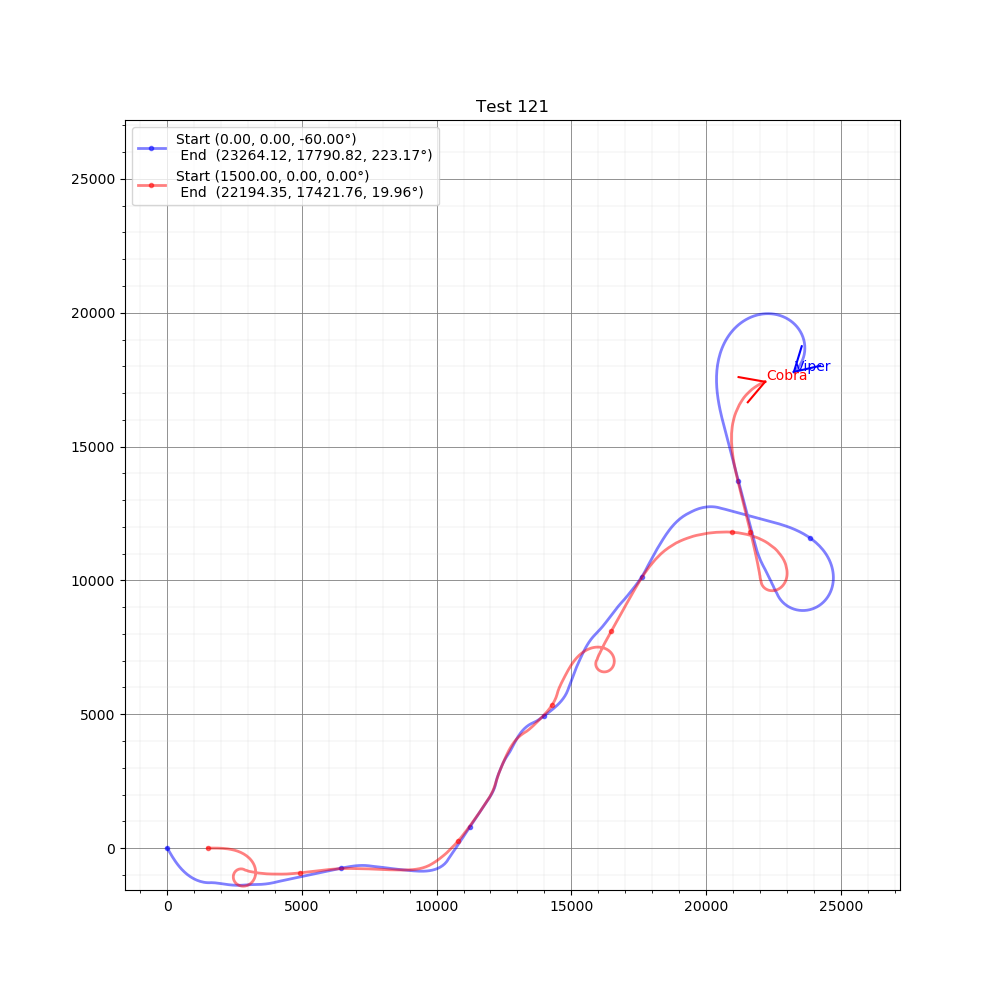 Test 121
Start (0.00, 0.00, -60.00°)
End (23264.12, 17790.82, 223.17°)
Start (1500.00, 0.00, 0.00°)
End (22194.35, 17421.76, 19.96°)
25000
20000
15000
10000
5000
0
Viper
Cobra
0
5000
10000
15000
20000
25000